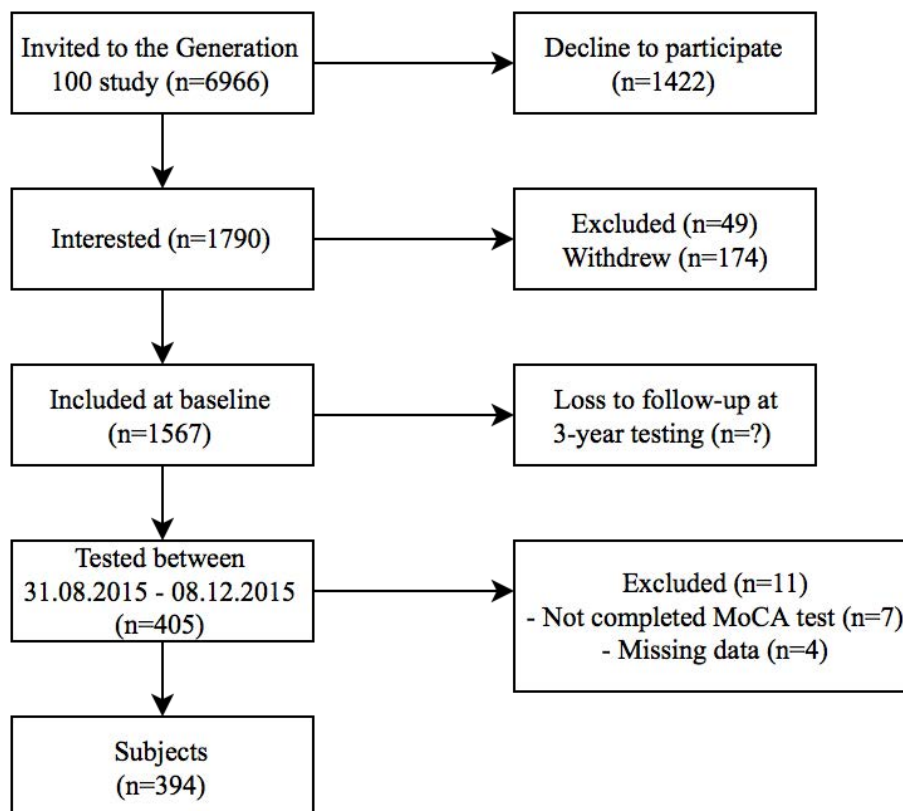 Invited to the Generation
100 study (n=6966)
Decline to participate
(n=1422)
Interested (n=1790)
Excluded (n=49)
Withdrew (n=174)
Included at baseline
(n=1567)
Loss to follow-up at
3-year testing (n=?)
Tested between
31.08.2015 - 08.12.2015
(n=405)
Excluded (n=11)
- Not completed MoCA test (n=7)
- Missing data (n=4)
Subjects
(n=394)